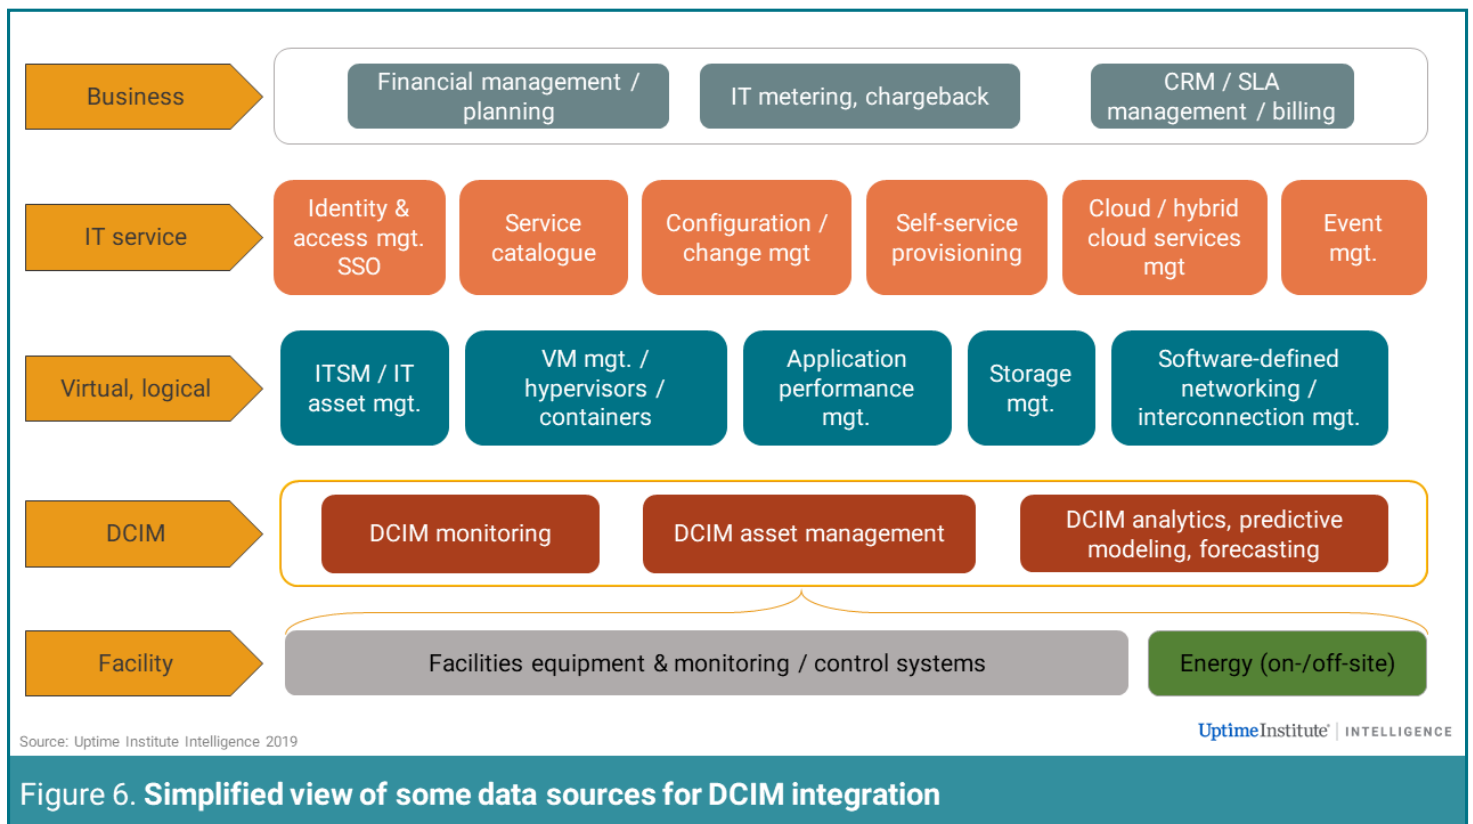 Business
Financial management /
planning
IT metering, chargeback
CRM / SLA
management / billing
IT service
Identity &
access mgt.
SSO
Service
catalogue
Configuration /
change mgt
Self-service
provisioning
Cloud / hybrid
cloud services
mgt
Event
mgt.
Virtual, logical
ITSM / IT
asset mgt.
VM mgt. /
hypervisors /
containers
Application
performance
mgt.
Storage
mgt.
Software-defined
networking /
interconnection mgt.
DCIM
DCIM monitoring
DCIM asset management
DCIM analytics, predictive
modeling, forecasting
Facility
Facilities equipment & monitoring / control systems
Energy (on-/off-site)
Source: Uptime Institute Intelligence 2019
UptimeInstitute® | INTELLIGENCE
Figure 6. Simplified view of some data sources for DCIM integration